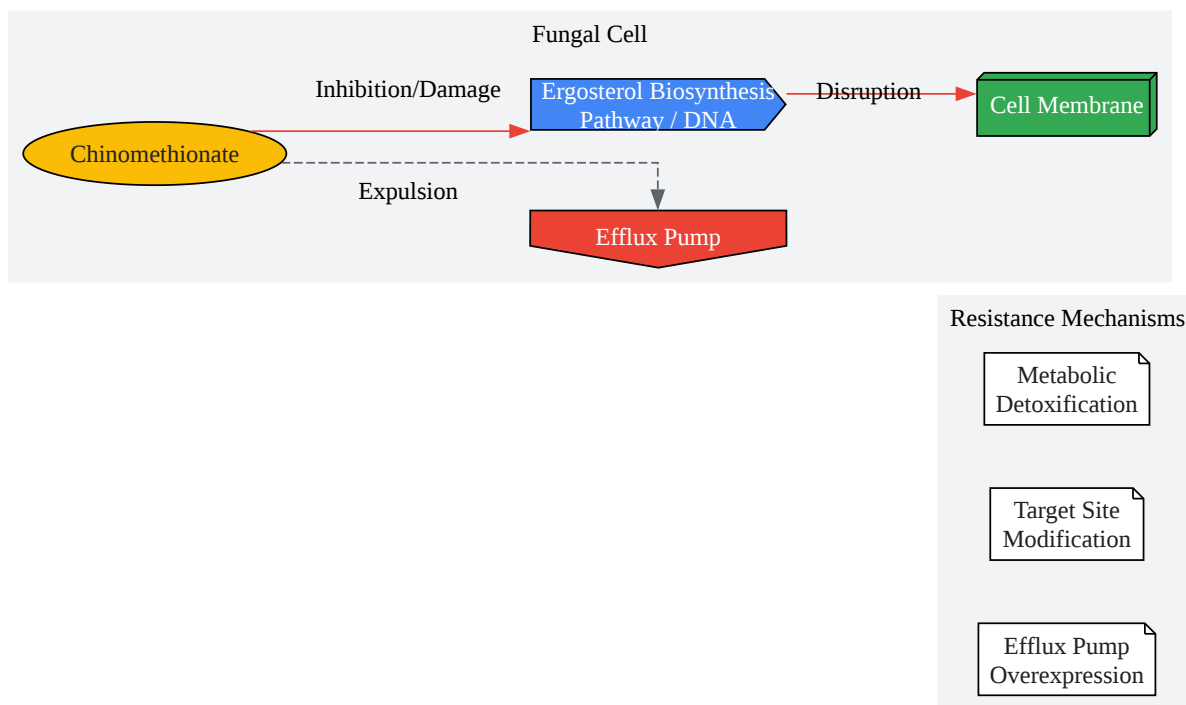 Fungal Cell
Inhibition/Damage
Ergosterol Biosynthesis
Pathway / DNA
Disruption
Cell Membrane
Chinomethionate
Expulsion
Efflux Pump
Resistance Mechanisms
Metabolic
Detoxification
Target Site
Modification
Efflux Pump
Overexpression